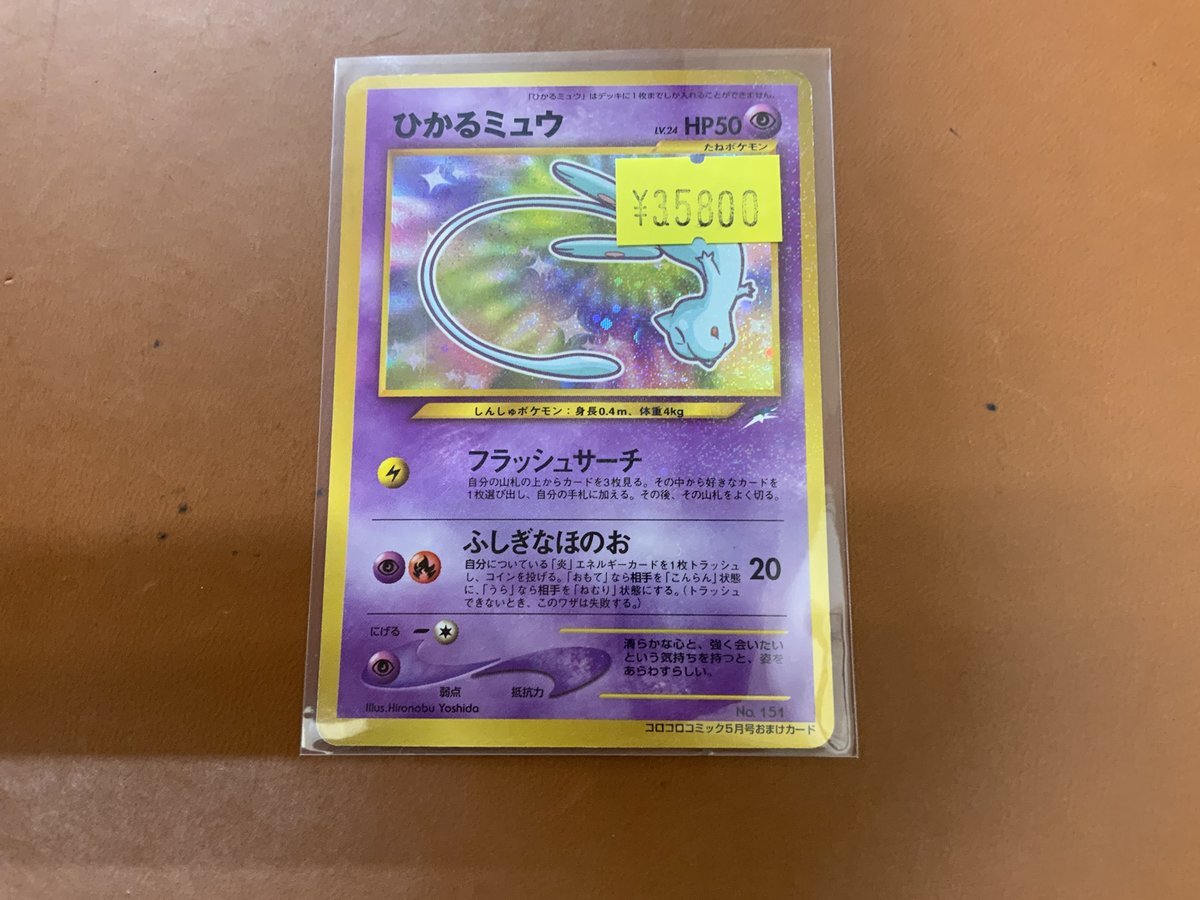 「ひかるミュウ」はデッキに1枚までしか入れることができません。
ひかるミュウ
LV.24 HP50
たねポケモン
¥35800
しんしゅポケモン：身長0.4m、体重4kg
フラッシュサーチ
自分の山札の上からカードを3枚見る。その中から好きなカードを
1枚選び出し、自分の手札に加える。その後、その山札をよく切る。
ふしぎなほのお
自分についている「炎」エネルギーカードを1枚トラッシュ
し、コインを投げる。「おもて」なら相手を「こんらん」状態
に、「うら」なら相手を「ねむり」状態にする。（トラッシュ
できないとき、このワザは失敗する。）
20
にげる
清らかな心と、強く会いたい
という気持ちを持つと、姿を
あらわすらしい。
弱点 抵抗力
Illus.Hironobu Yoshida
No. 151
コロコロコミック5月号おまけカード